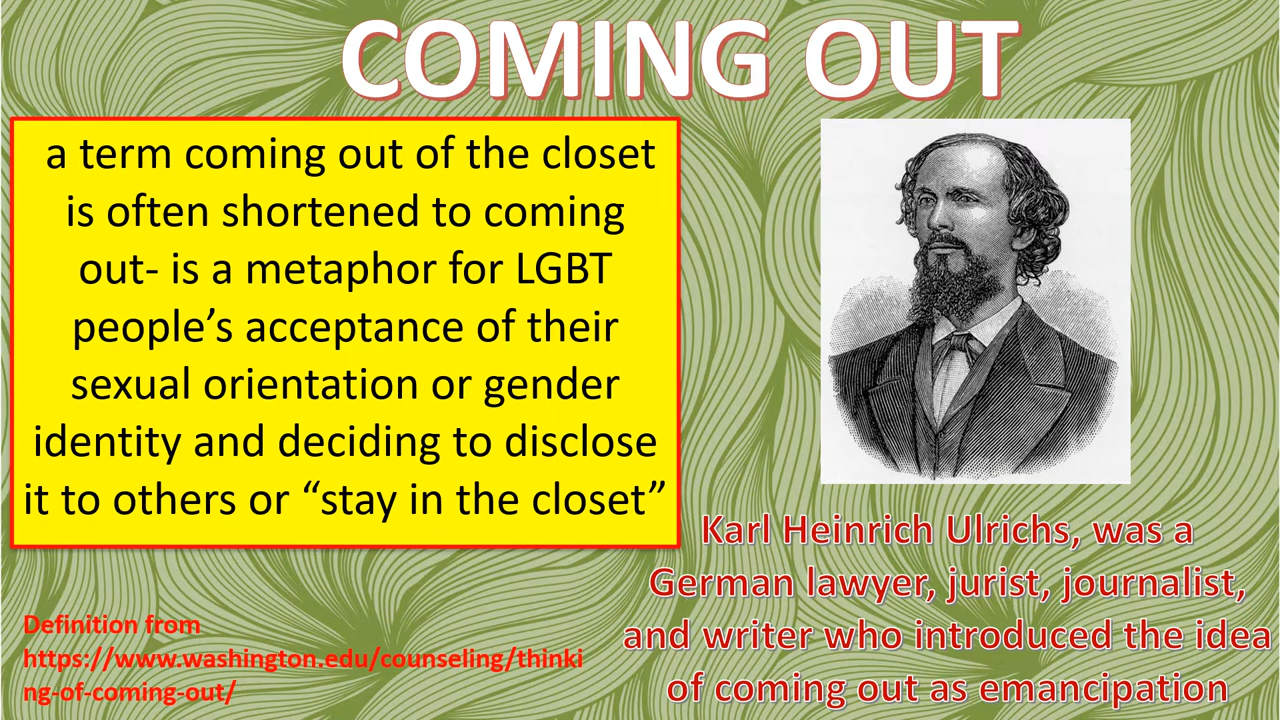 COMING OUT
a term coming out of the closet
is often shortened to coming
out- is a metaphor for LGBT
people’s acceptance of their
sexual orientation or gender
identity and deciding to disclose
it to others or “stay in the closet”
Karl Heinrich Ulrichs, was a
German lawyer, jurist, journalist,
and writer who introduced the idea
of coming out as emancipation
Definition from
https://www.washington.edu/counseling/thinki
ng-of-coming-out/